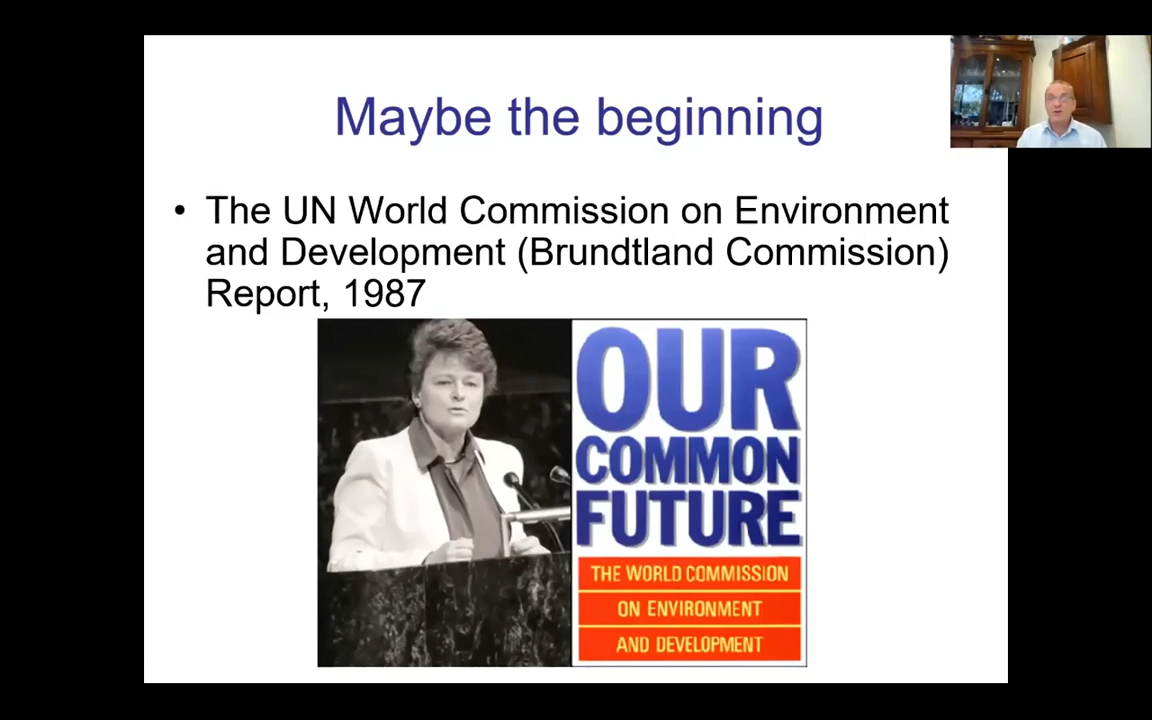 Maybe the beginning
• The UN World Commission on Environment
and Development (Brundtland Commission)
Report, 1987
OUR
COMMON
FUTURE
THE WORLD COMMISSION
ON ENVIRONMENT
AND DEVELOPMENT